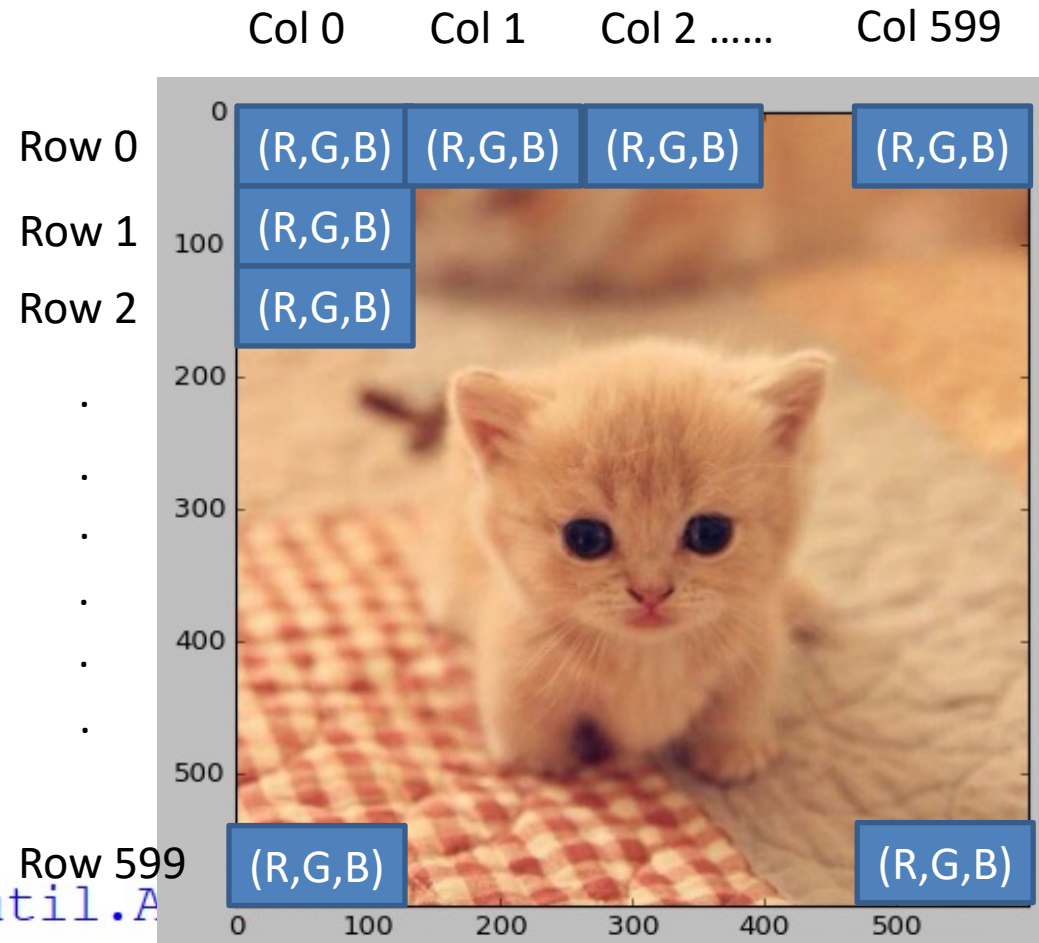 Col 0 Col 1 Col 2 ...... Col 599
0
Row 0 (R,G,B) (R,G,B) (R,G,B) (R,G,B)
Row 1 (R,G,B)
100
Row 2 (R,G,B)
200
.
.
300
.
.
400
.
.
500
Row 599 (R,G,B) (R,G,B)
til.A
0 100 200 300 400 500